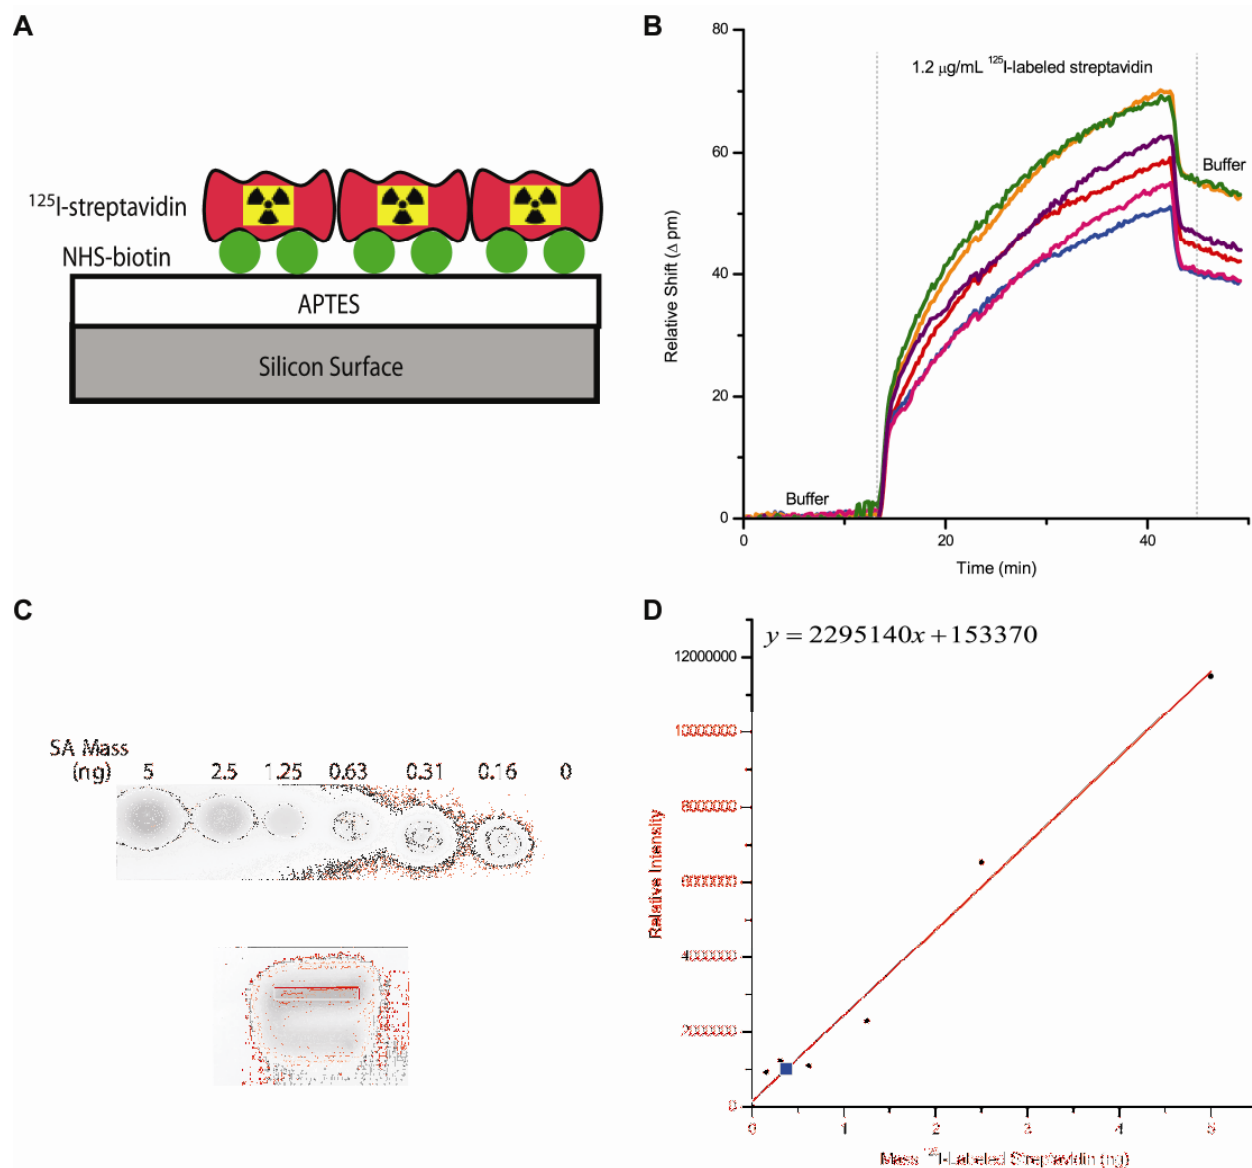 A
¹²⁵I-streptavidin
NHS-biotin
APTES
Silicon Surface
B
80
60
40
20
0
Relative Shift (Δ pm)
1.2 µg/mL ¹²⁵I-labeled streptavidin
Buffer
Buffer
0
20
40
Time (min)
C
SA Mass
(ng) 5 2.5 1.25 0.63 0.31 0.16 0
D
y = 2295140x + 153370
12000000
10000000
8000000
6000000
4000000
2000000
0
Relative Intensity
0 1 2 3 4 5
Mass ¹²⁵I-Labeled Streptavidin (ng)